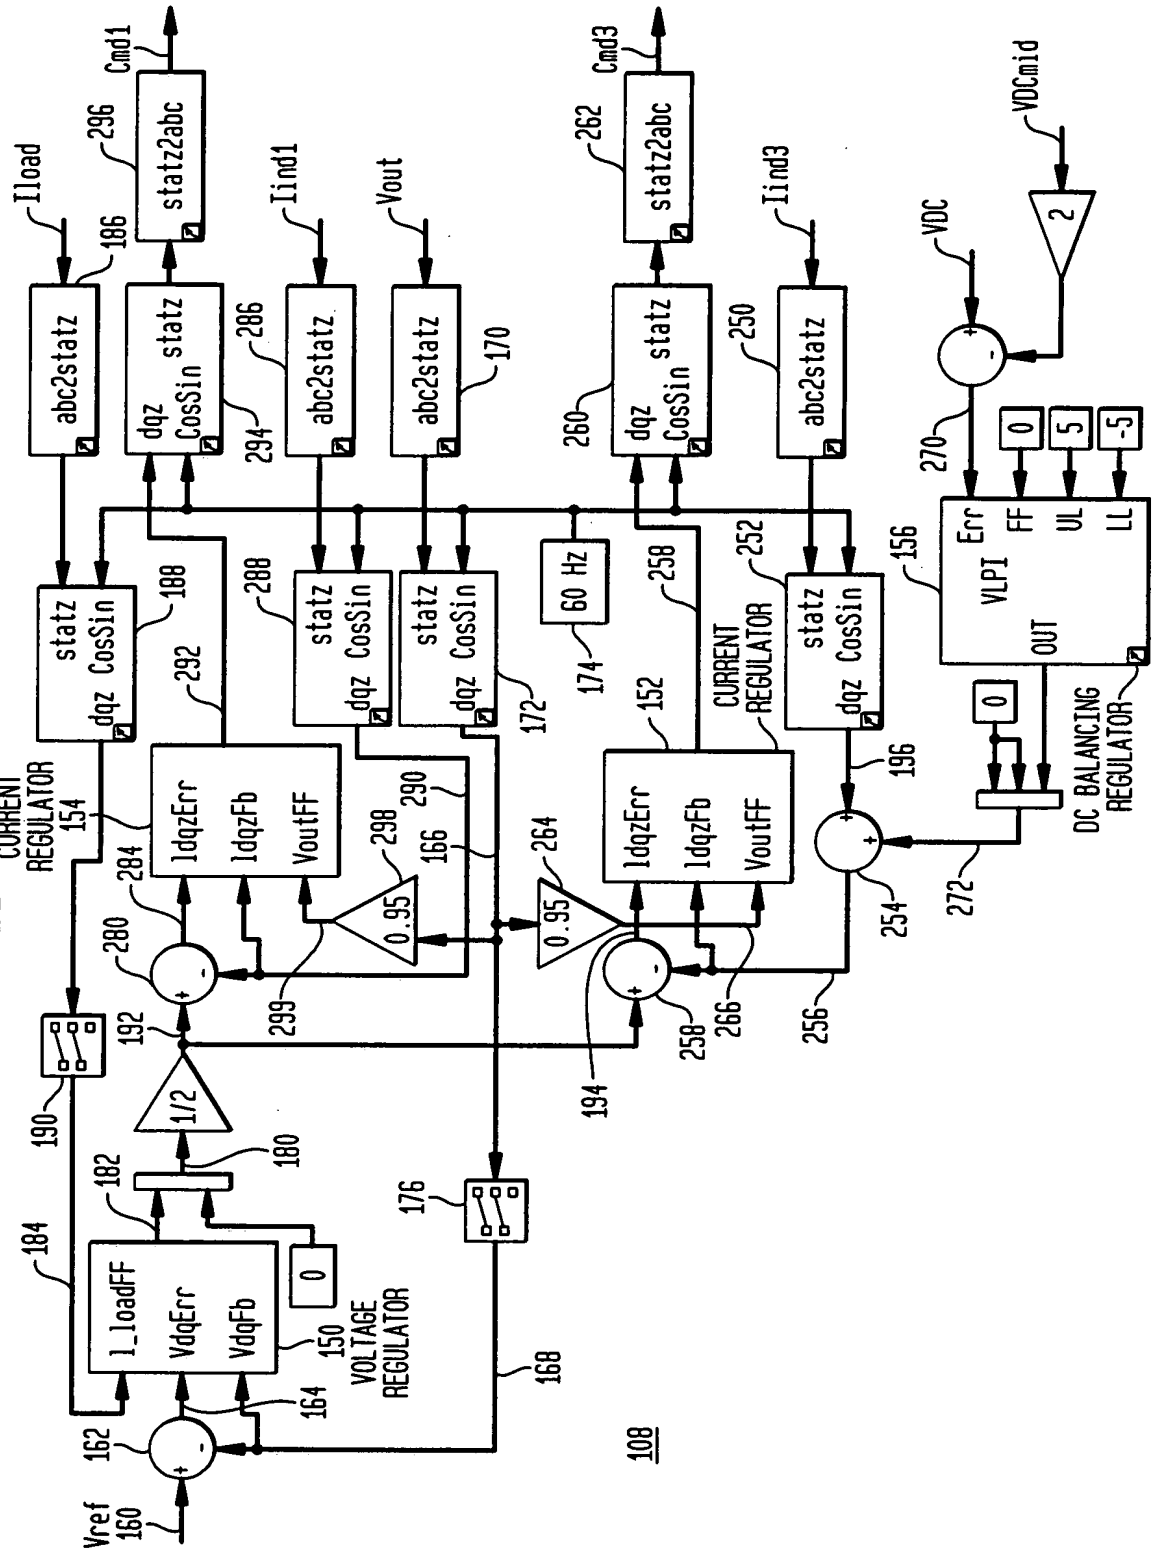 Vref
160
162
164
184
I_loadFF
VdqErr
VdqFb
150
VOLTAGE
REGULATOR
0
182
180
1/2
190
192
280
284
CURRENT
REGULATOR
154
IdqzErr
IdqzFb
VoutFF
299
0.95
298
292
290
166
168
176
188
statz
CosSin
dqz
abc2statz
186
Iload
dqz
statz
CosSin
294
statz2abc
296
Cmd1
288
statz
CosSin
dqz
286
abc2statz
Iind1
statz
CosSin
dqz
172
abc2statz
170
Vout
60 Hz
174
194
258
266
0.95
264
152
CURRENT
REGULATOR
IdqzErr
IdqzFb
VoutFF
258
260
dqz
statz
CosSin
262
statz2abc
Cmd3
252
statz
CosSin
dqz
250
abc2statz
Iind3
196
254
256
272
0
DC BALANCING
REGULATOR
156
OUT
VLPI
Err
FF
UL
LL
0
5
-5
270
VDC
2
VDCmid
108